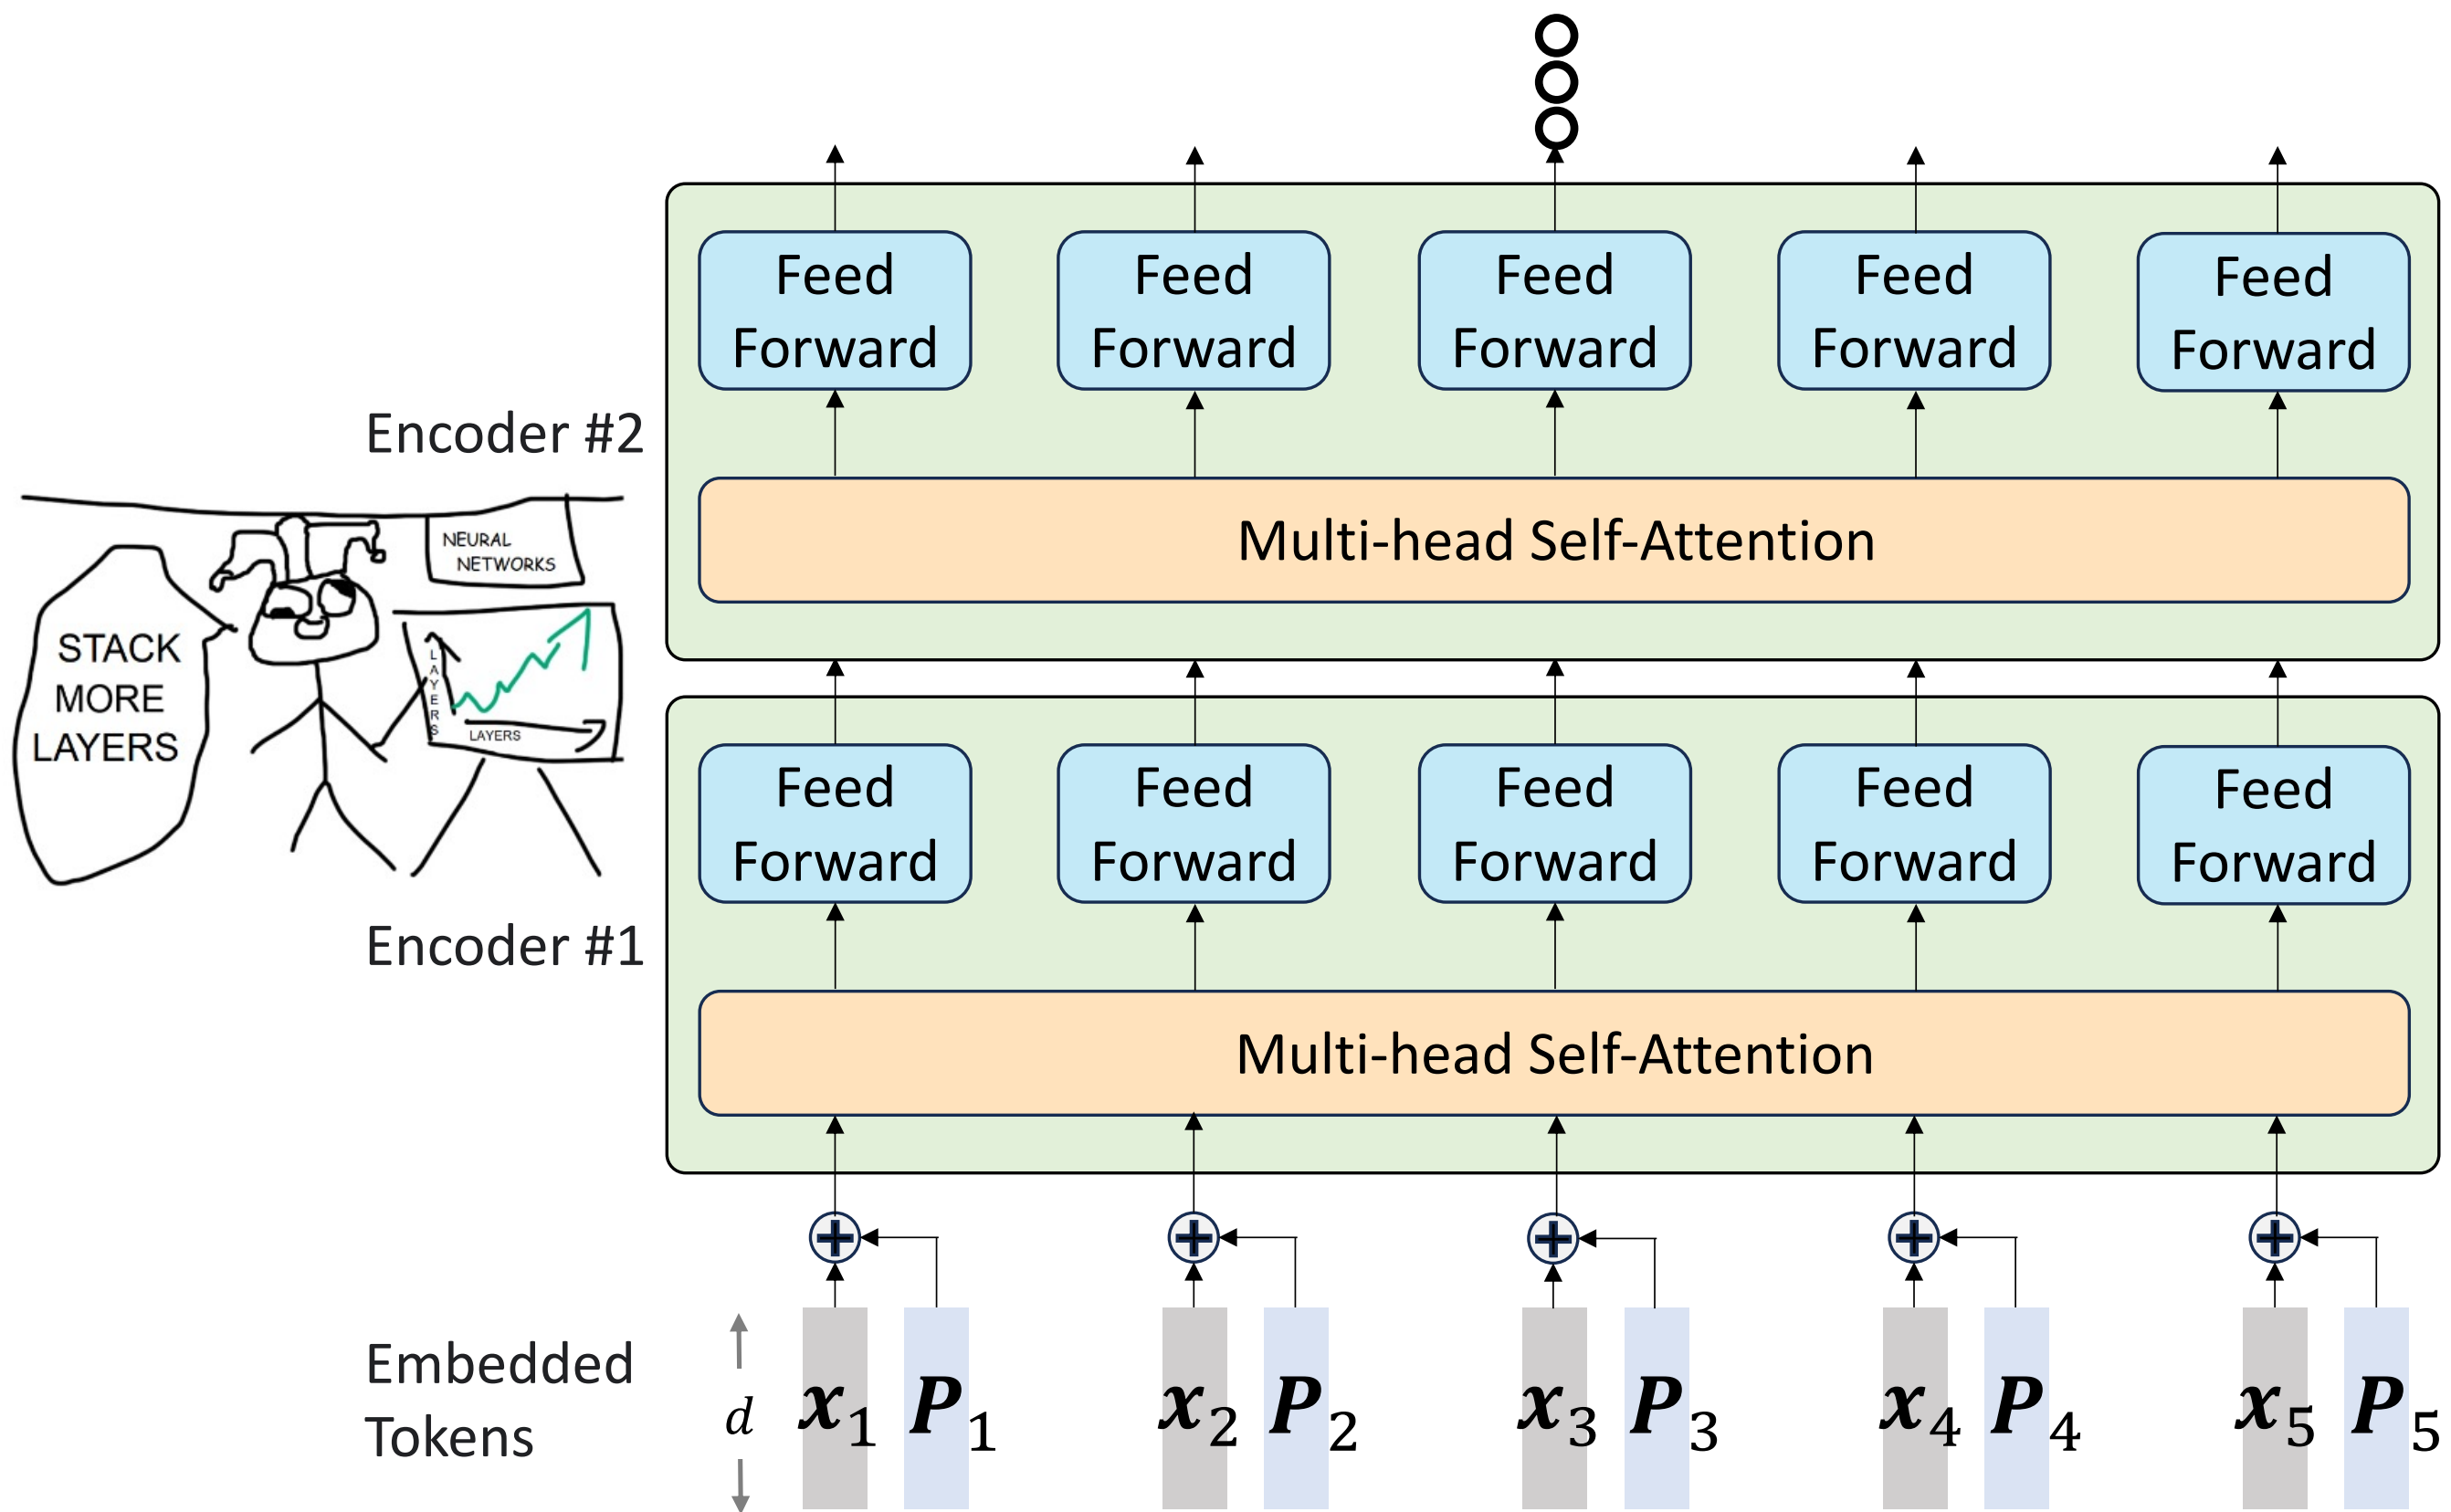 Feed
Forward
Feed
Forward
Feed
Forward
Feed
Forward
Feed
Forward
Encoder #2
Multi-head Self-Attention
NEURAL
NETWORKS
STACK
MORE
LAYERS
LAYERS
LAYERS
Feed
Forward
Feed
Forward
Feed
Forward
Feed
Forward
Feed
Forward
Encoder #1
Multi-head Self-Attention
Embedded
Tokens
d
x₁ P₁ x₂ P₂ x₃ P₃ x₄ P₄ x₅ P₅